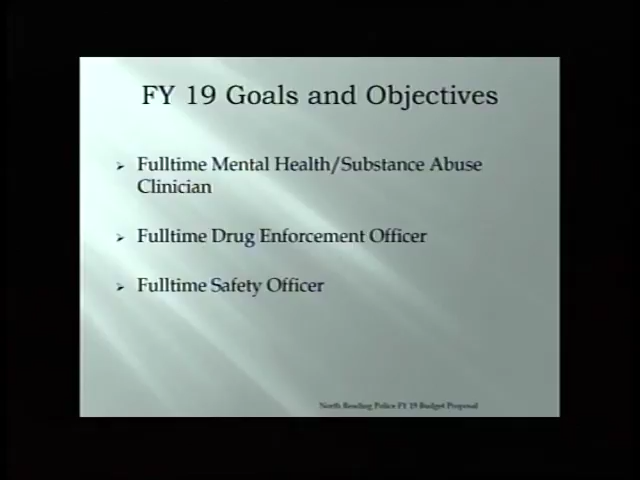 FY 19 Goals and Objectives
➢ Fulltime Mental Health/Substance Abuse
Clinician
➢ Fulltime Drug Enforcement Officer
➢ Fulltime Safety Officer
North Reading Police FY 19 Budget Proposal